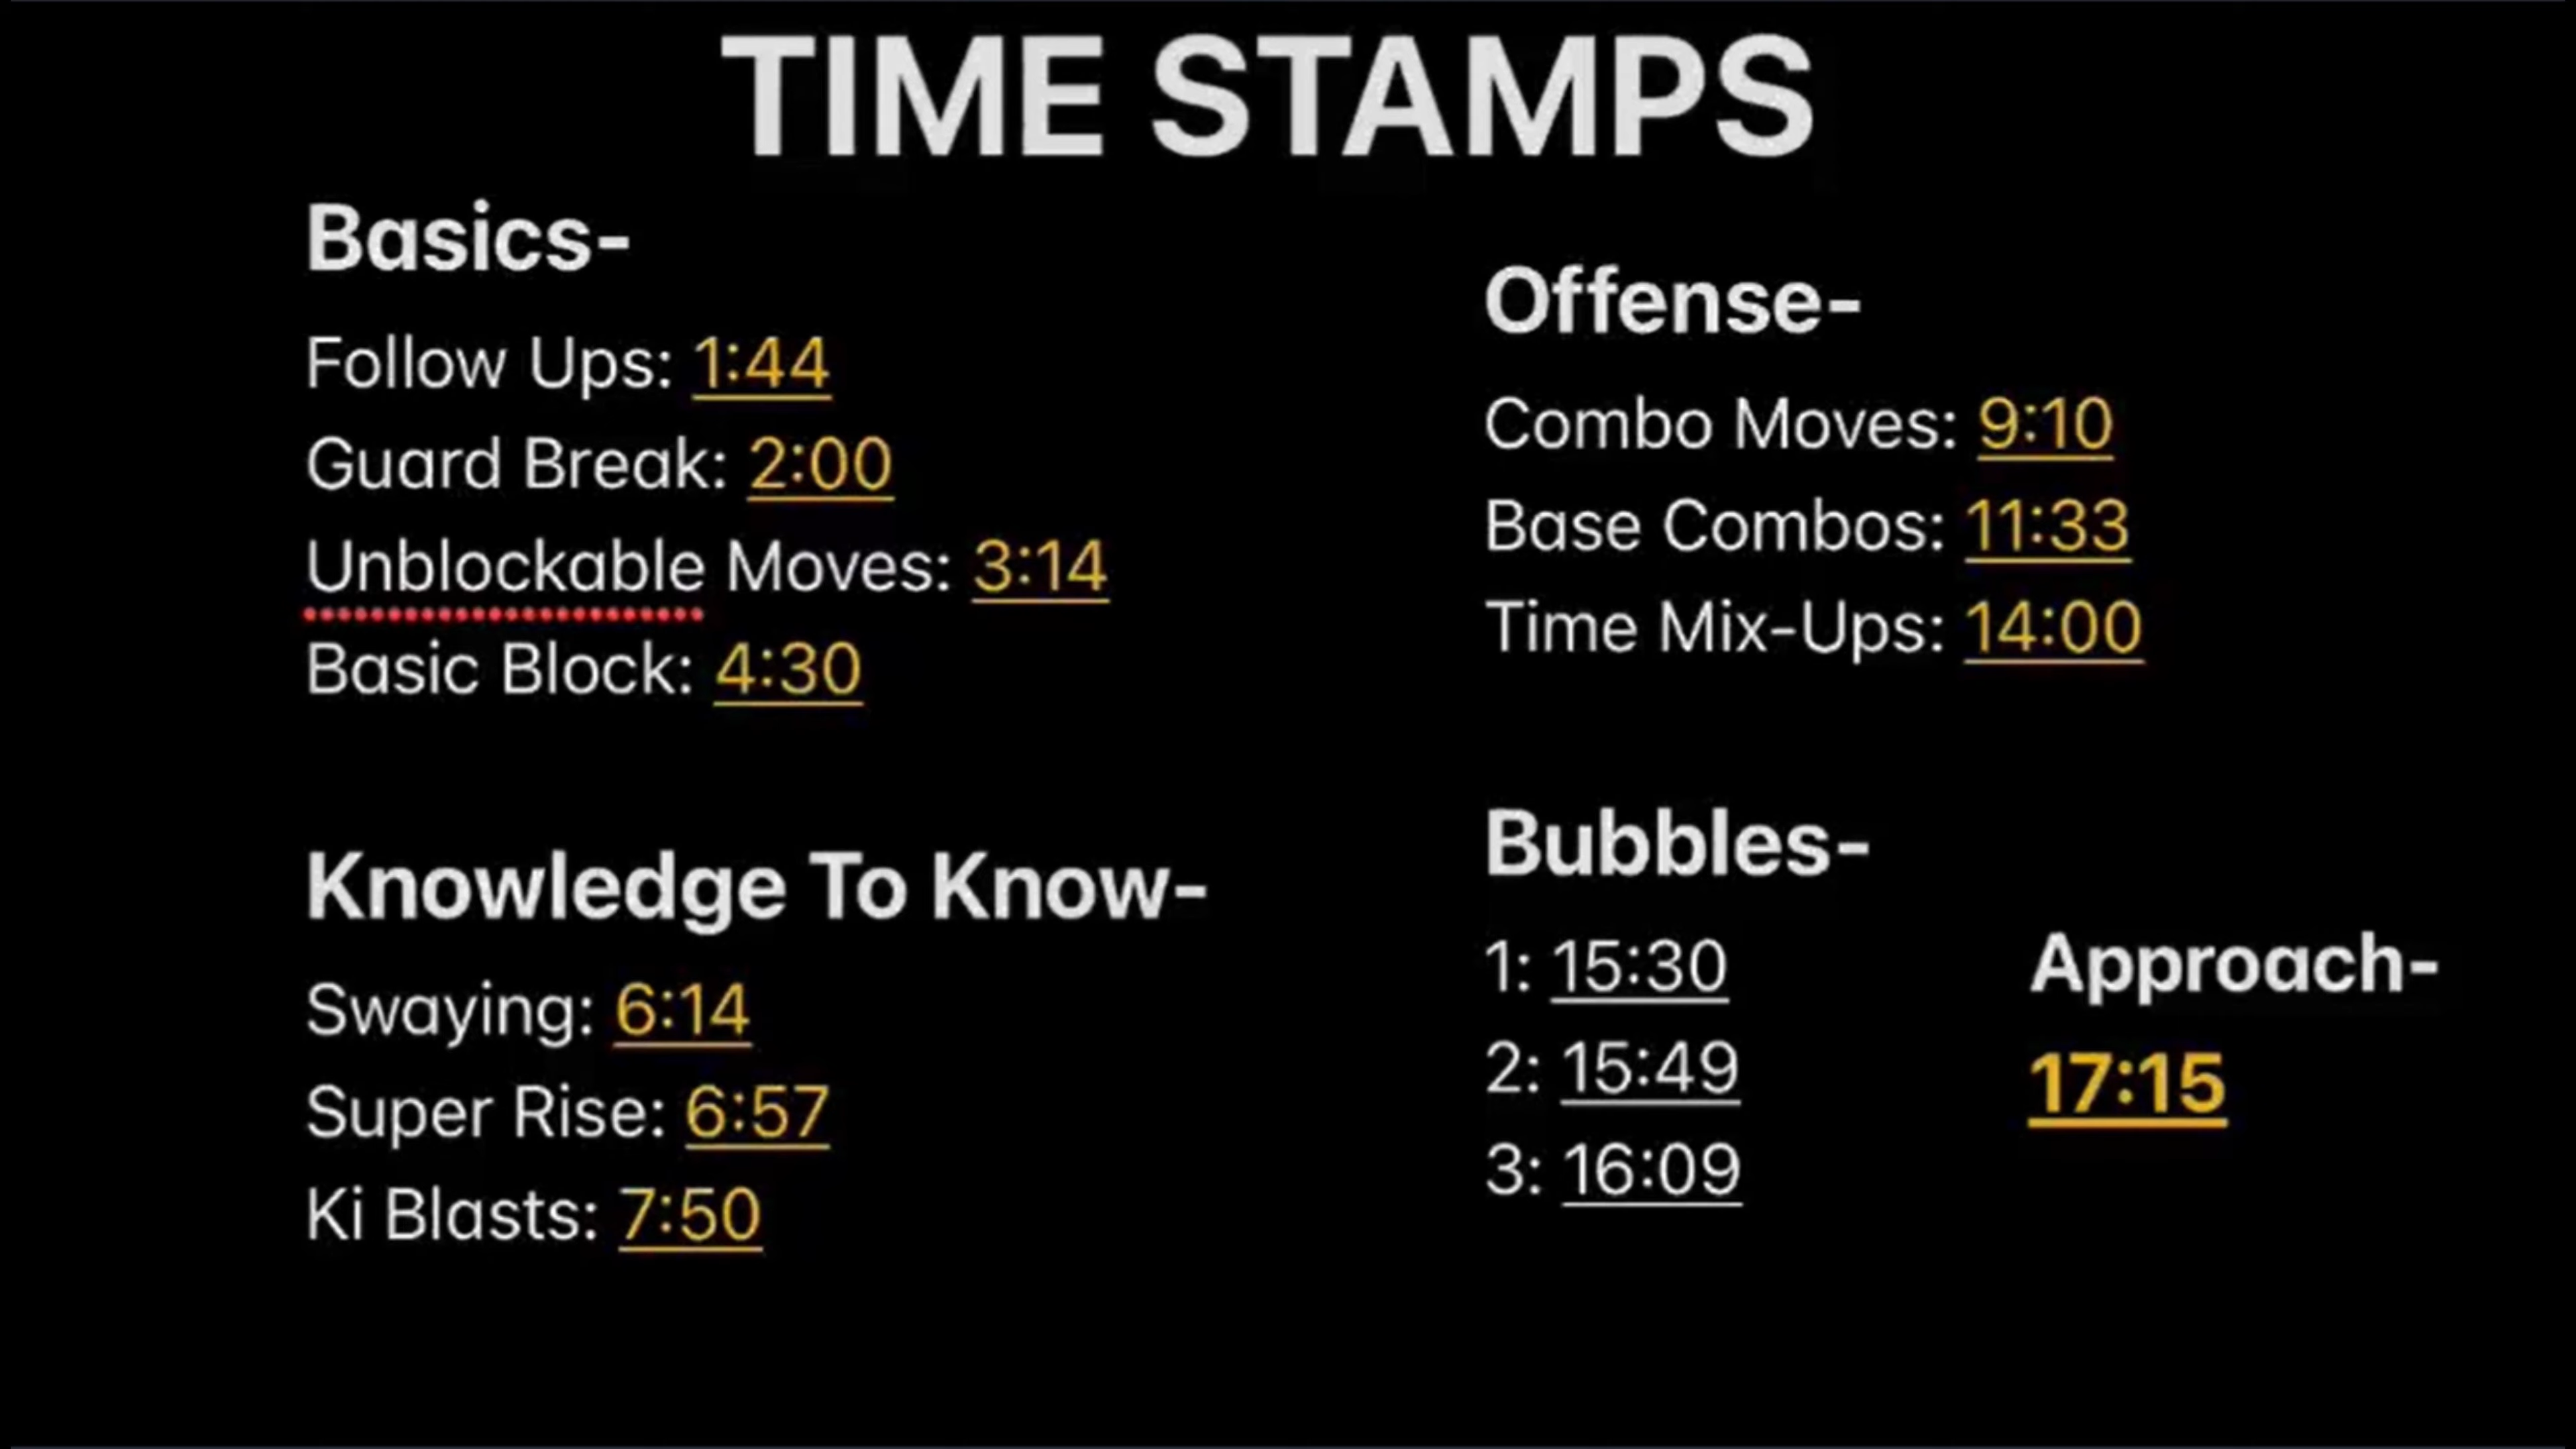 TIME STAMPS
Basics-
Follow Ups: 1:44
Guard Break: 2:00
Unblockable Moves: 3:14
Basic Block: 4:30
Knowledge To Know-
Swaying: 6:14
Super Rise: 6:57
Ki Blasts: 7:50
Offense-
Combo Moves: 9:10
Base Combos: 11:33
Time Mix-Ups: 14:00
Bubbles-
1: 15:30
2: 15:49
3: 16:09
Approach-
17:15